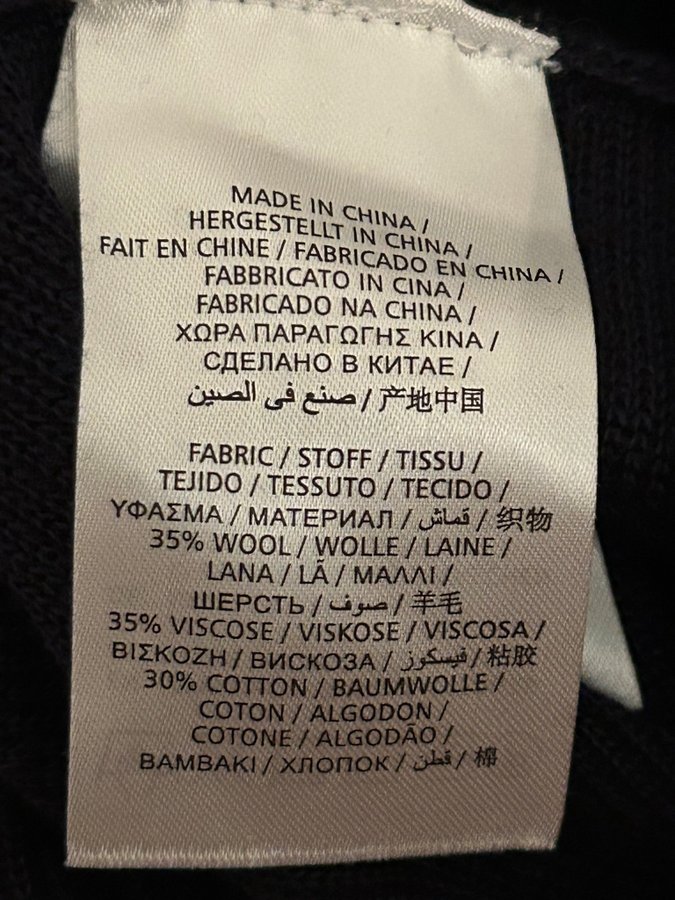 MADE IN CHINA /
HERGESTELLT IN CHINA /
FAIT EN CHINE / FABRICADO EN CHINA /
FABBRICATO IN CINA /
FABRICADO NA CHINA /
ΧΩΡΑ ΠΑΡΑΓΩΓΗΣ ΚΙΝΑ /
СДЕЛАНО В КИТАЕ /
صنع في الصين / 产地中国
FABRIC / STOFF / TISSU /
TEJIDO / TESSUTO / TECIDO /
ΥΦΑΣΜΑ / МАТЕРИАЛ / قماش / 织物
35% WOOL / WOLLE / LAINE /
LANA / LÃ / ΜΑΛΛΙ /
ШЕРСТЬ / صوف / 羊毛
35% VISCOSE / VISKOSE / VISCOSA /
ΒΙΣΚΟΖΗ / ВИСКОЗА / فيسكوز / 粘胶
30% COTTON / BAUMWOLLE /
COTON / ALGODON /
COTONE / ALGODÃO /
ΒΑΜΒΑΚΙ / ХЛОПОК / قطن / 棉